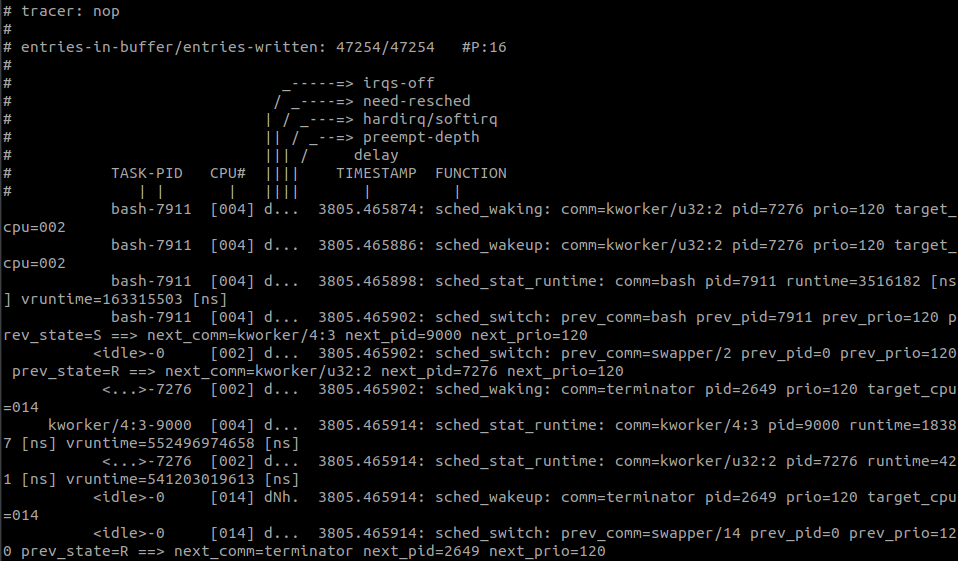 # tracer: nop
#
# entries-in-buffer/entries-written: 47254/47254   #P:16
#
#                              _-----=> irqs-off
#                             / _----=> need-resched
#                            | / _---=> hardirq/softirq
#                            || / _--=> preempt-depth
#                            ||| /     delay
#           TASK-PID   CPU#  ||||    TIMESTAMP  FUNCTION
#              | |         |  ||||       |         |
            bash-7911  [004] d...  3805.465874: sched_waking: comm=kworker/u32:2 pid=7276 prio=120 target_
cpu=002
            bash-7911  [004] d...  3805.465886: sched_wakeup: comm=kworker/u32:2 pid=7276 prio=120 target_
cpu=002
            bash-7911  [004] d...  3805.465898: sched_stat_runtime: comm=bash pid=7911 runtime=3516182 [ns
] vruntime=163315503 [ns]
            bash-7911  [004] d...  3805.465902: sched_switch: prev_comm=bash prev_pid=7911 prev_prio=120 p
rev_state=S ==> next_comm=kworker/4:3 next_pid=9000 next_prio=120
          <idle>-0     [002] d...  3805.465902: sched_switch: prev_comm=swapper/2 prev_pid=0 prev_prio=120
 prev_state=R ==> next_comm=kworker/u32:2 next_pid=7276 next_prio=120
           <...>-7276  [002] d...  3805.465902: sched_waking: comm=terminator pid=2649 prio=120 target_cpu
=014
     kworker/4:3-9000  [004] d...  3805.465914: sched_stat_runtime: comm=kworker/4:3 pid=9000 runtime=1838
7 [ns] vruntime=552496974658 [ns]
           <...>-7276  [002] d...  3805.465914: sched_stat_runtime: comm=kworker/u32:2 pid=7276 runtime=42
1 [ns] vruntime=541203019613 [ns]
          <idle>-0     [014] dNh.  3805.465914: sched_wakeup: comm=terminator pid=2649 prio=120 target_cpu
=014
          <idle>-0     [014] d...  3805.465914: sched_switch: prev_comm=swapper/14 prev_pid=0 prev_prio=12
0 prev_state=R ==> next_comm=terminator next_pid=2649 next_prio=120